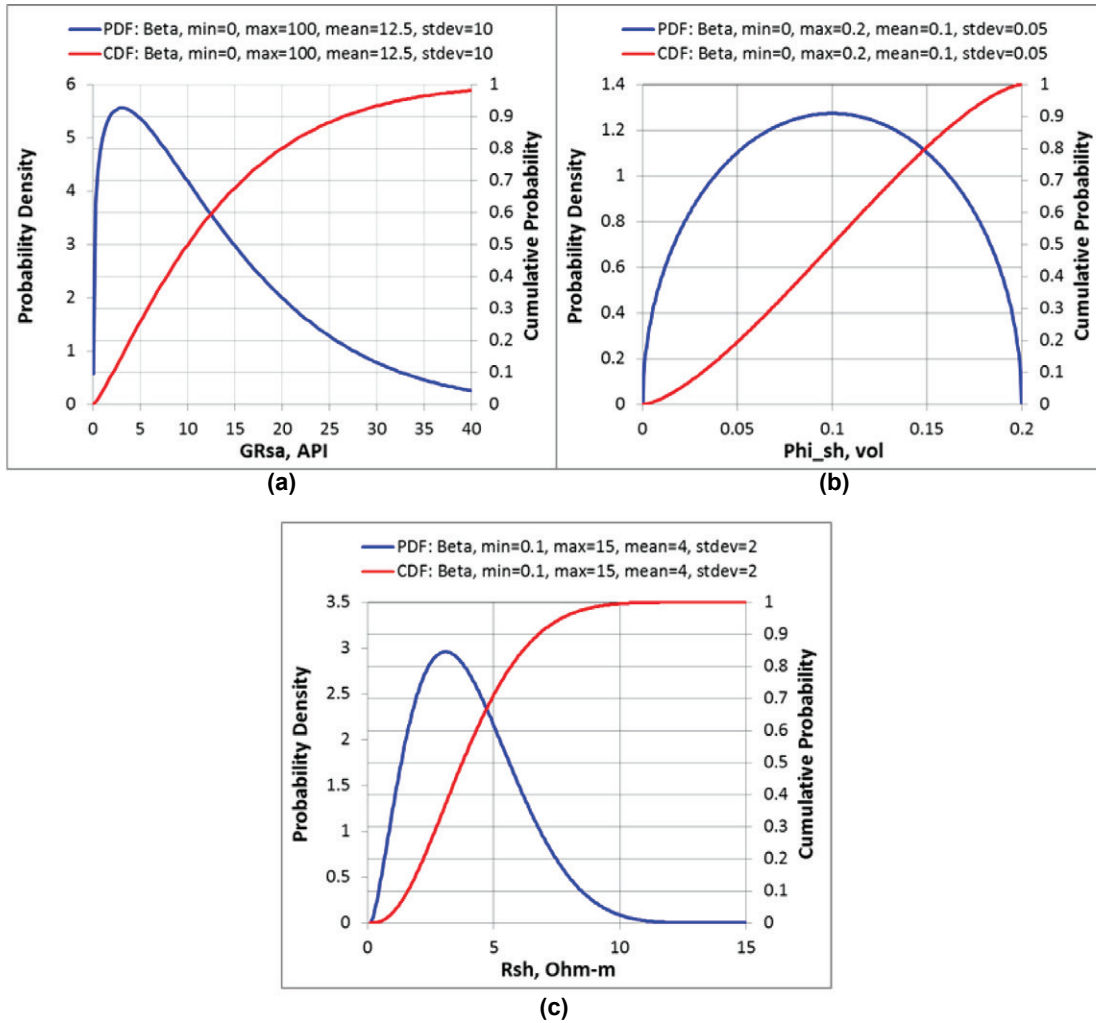 PDF: Beta, min=0, max=100, mean=12.5, stdev=10
CDF: Beta, min=0, max=100, mean=12.5, stdev=10
6
5
4
3
2
1
0
Probability Density
1
0.9
0.8
0.7
0.6
0.5
0.4
0.3
0.2
0.1
0
Cumulative Probability
0 5 10 15 20 25 30 35 40
GRsa, API
(a)
PDF: Beta, min=0, max=0.2, mean=0.1, stdev=0.05
CDF: Beta, min=0, max=0.2, mean=0.1, stdev=0.05
1.4
1.2
1
0.8
0.6
0.4
0.2
0
Probability Density
1
0.9
0.8
0.7
0.6
0.5
0.4
0.3
0.2
0.1
0
Cumulative Probability
0 0.05 0.1 0.15 0.2
Phi_sh, vol
(b)
PDF: Beta, min=0.1, max=15, mean=4, stdev=2
CDF: Beta, min=0.1, max=15, mean=4, stdev=2
3.5
3
2.5
2
1.5
1
0.5
0
Probability Density
1
0.9
0.8
0.7
0.6
0.5
0.4
0.3
0.2
0.1
0
Cumulative Probability
0 5 10 15
Rsh, Ohm-m
(c)